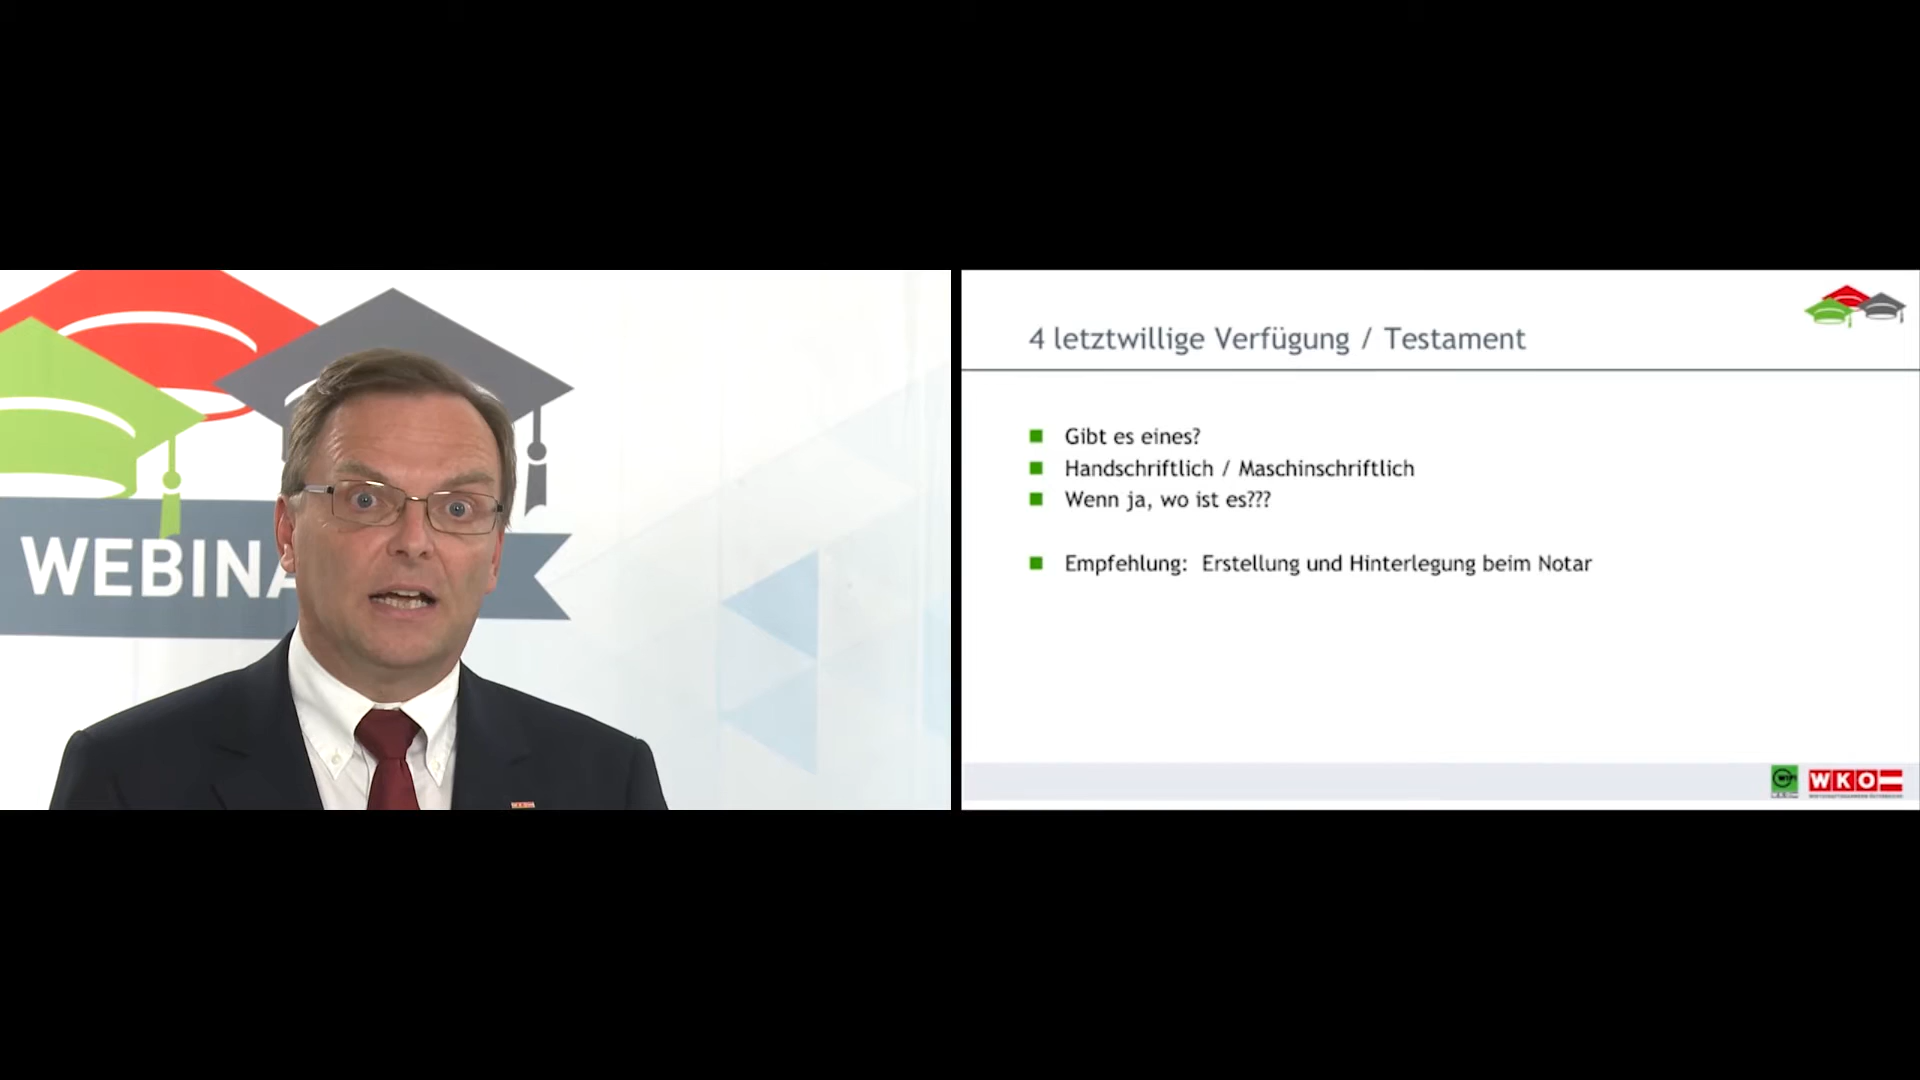 WEBINA
4 letztwillige Verfügung / Testament
Gibt es eines?
Handschriftlich / Maschinschriftlich
Wenn ja, wo ist es???
Empfehlung: Erstellung und Hinterlegung beim Notar
WKO